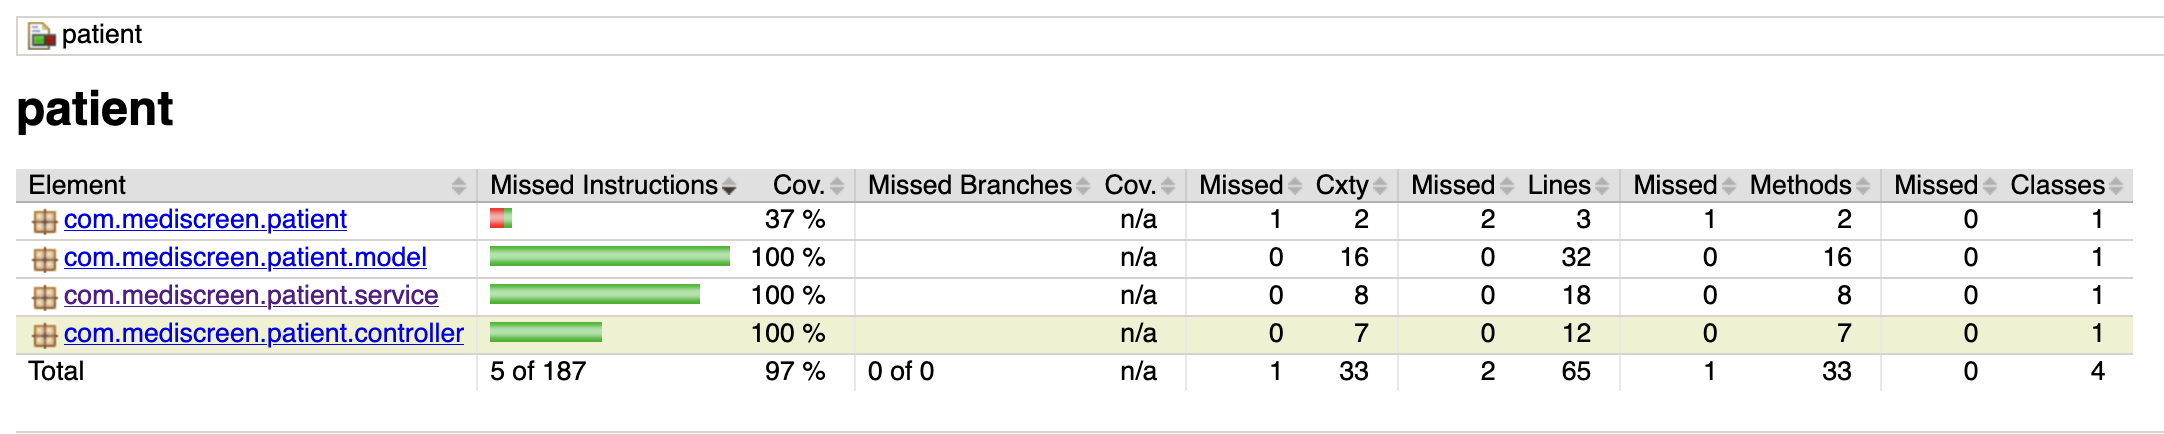 patient
patient
Element Missed Instructions Cov. Missed Branches Cov. Missed Cxty Missed Lines Missed Methods Missed Classes
com.mediscreen.patient 37 % n/a 1 2 2 3 1 2 0 1
com.mediscreen.patient.model 100 % n/a 0 16 0 32 0 16 0 1
com.mediscreen.patient.service 100 % n/a 0 8 0 18 0 8 0 1
com.mediscreen.patient.controller 100 % n/a 0 7 0 12 0 7 0 1
Total 5 of 187 97 % 0 of 0 n/a 1 33 2 65 1 33 0 4